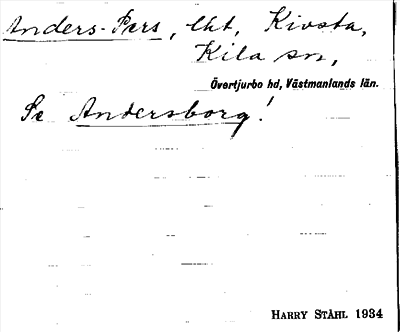 Anders-Pers, lht, Kivsta,
Kila sn,
Övertjurbo hd, Västmanlands län.
Se Andersborg!
HARRY STÅHL 1934